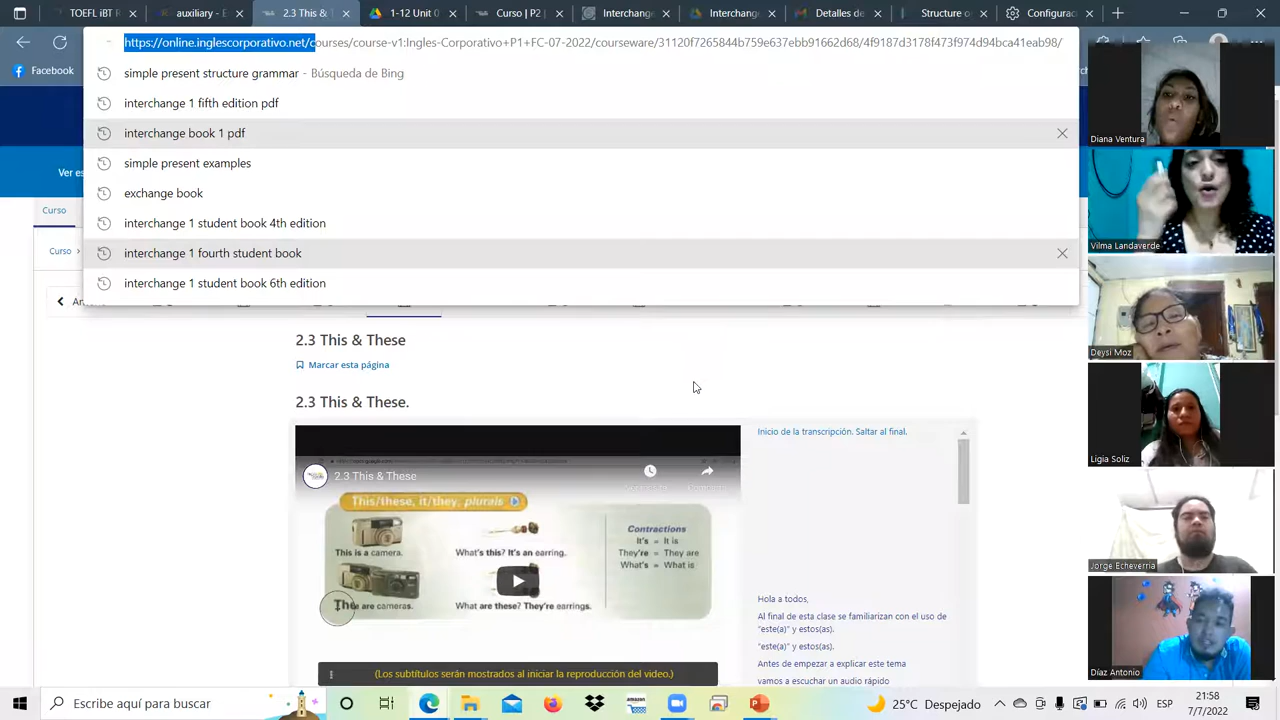 TOEFL iBT R
auxiliary - E
2.3 This &
1-12 Unit 0
Curso | P2
Interchange
Interchang
Detalles de
Structure a
Configurac
https://online.inglescorporativo.net/courses/course-v1:Ingles-Corporativo+P1+FC-07-2022/courseware/31120f7265844b759e637ebb91662d68/4f9187d3178f473f974d94bca41eab98/
simple present structure grammar - Búsqueda de Bing
interchange 1 fifth edition pdf
interchange book 1 pdf
simple present examples
exchange book
interchange 1 student book 4th edition
interchange 1 fourth student book
interchange 1 student book 6th edition
Facebook
Ver es
Curso
Curso
An
2.3 This & These
Marcar esta página
2.3 This & These.
2.3 This & These
This/these, it/they, plurals
This is a camera.
What's this? It's an earring.
are cameras.
What are these? They're earrings.
Contractions
It's = It is
They're = They are
What's = What is
(Los subtítulos serán mostrados al iniciar la reproducción del video.)
Inicio de la transcripción. Saltar al final.
Hola a todos,
Al final de esta clase se familiarizan con el uso de
"este(a)" y estos(as).
"este(a)" y estos(as).
Antes de empezar a explicar este tema
vamos a escuchar un audio rápido
Diana Ventura
Vilma Landaverde
Deysi Moz
Ligia Soliz
Jorge Echeverria
Díaz Antonio
Escribe aquí para buscar
amazon
25°C Despejado
ESP
21:58
7/7/2022